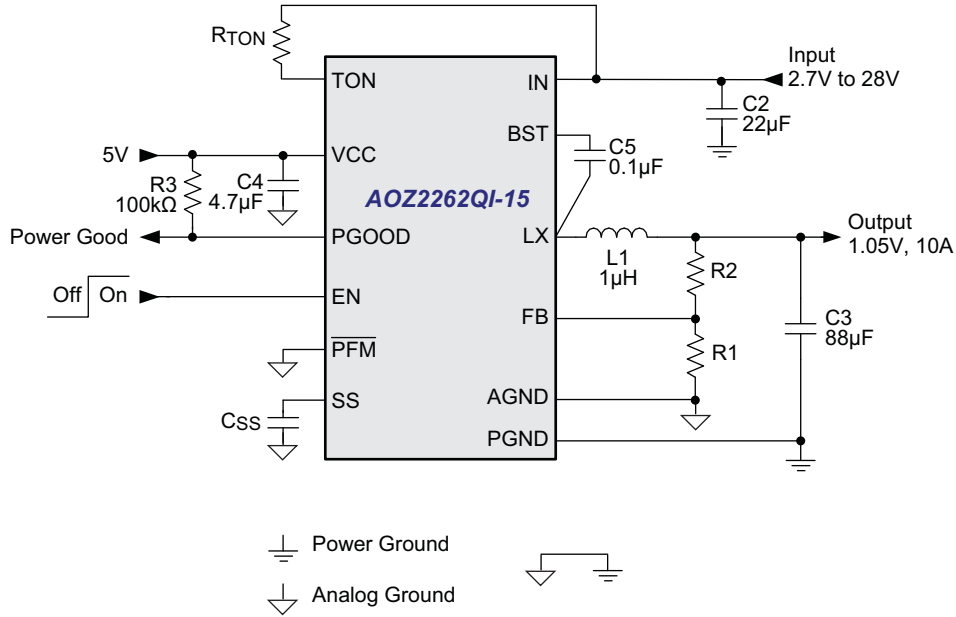 RTON
TON
IN
Input
2.7V to 28V
C2
22µF
BST
C5
0.1µF
5V
VCC
R3
100kΩ
C4
4.7µF
AOZ2262QI-15
Power Good
PGOOD
LX
L1
1µH
Output
1.05V, 10A
R2
Off
On
EN
FB
C3
88µF
R1
PFM
SS
CSS
AGND
PGND
Power Ground
Analog Ground